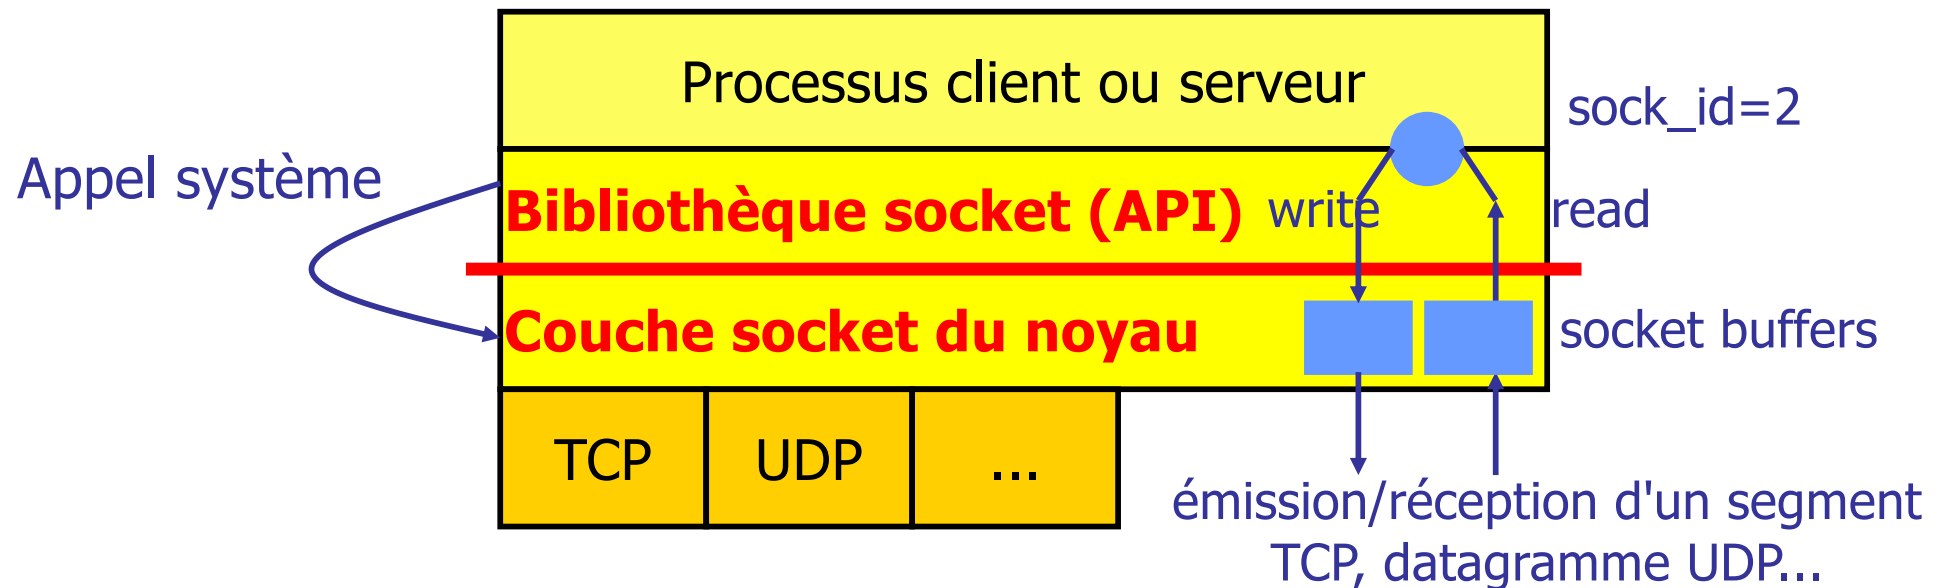 Processus client ou serveur
sock_id=2
Appel système
Bibliothèque socket (API)
write
read
Couche socket du noyau
socket buffers
TCP
UDP
...
émission/réception d'un segment
TCP, datagramme UDP...